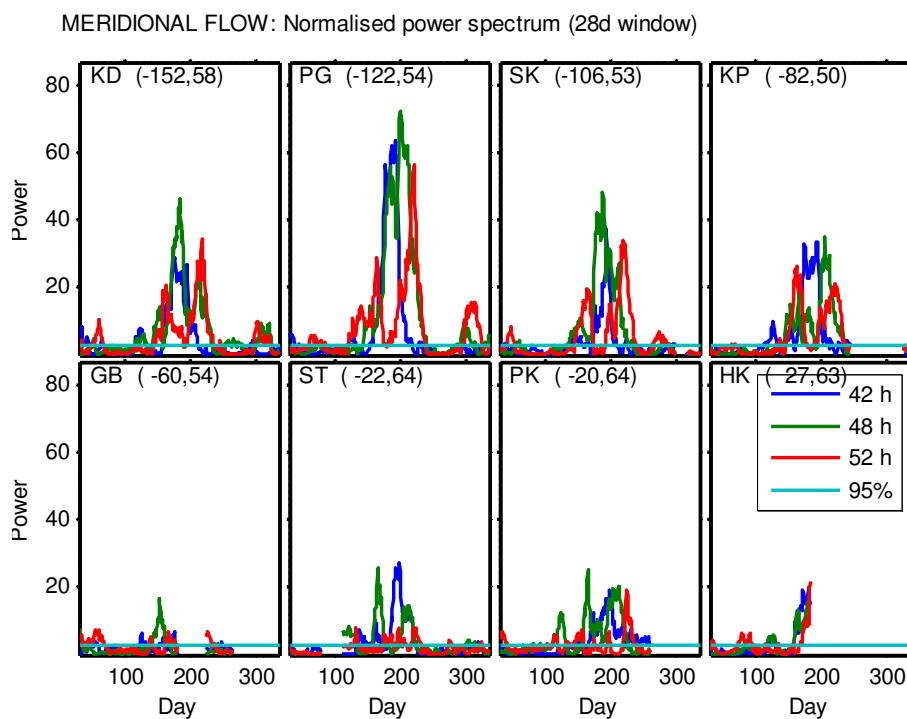 MERIDIONAL FLOW: Normalised power spectrum (28d window)
KD (-152,58) PG (-122,54) SK (-106,53) KP ( -82,50)
80
60
40
20
Power
GB ( -60,54) ST ( -22,64) PK ( -20,64) HK ( 27,63)
80
60
40
20
Power
42 h
48 h
52 h
95%
100 200 300 100 200 300 100 200 300 100 200 300
Day Day Day Day